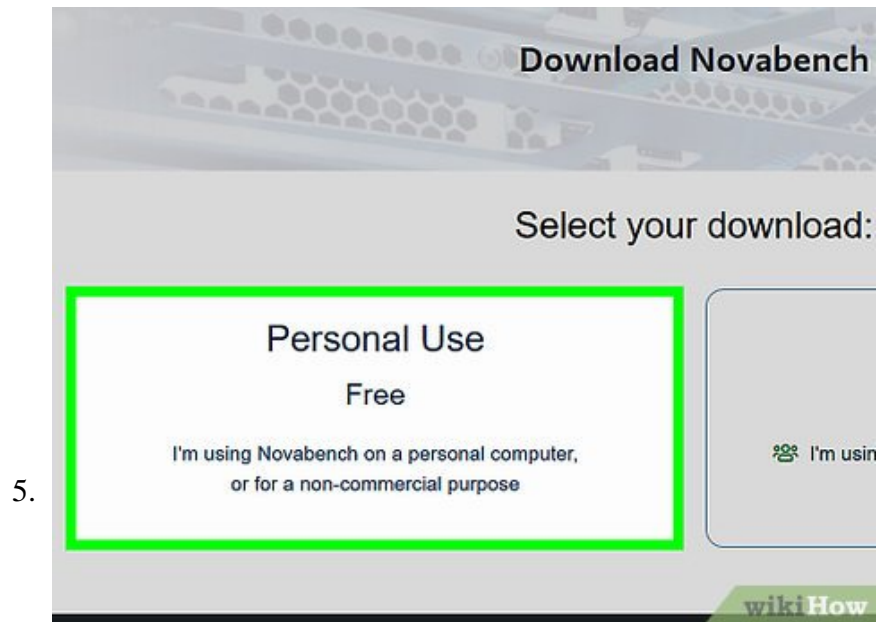 Download Novabench
Select your download:
Personal Use
Free
I'm using Novabench on a personal computer,
or for a non-commercial purpose
I'm usin
5.
wikiHow